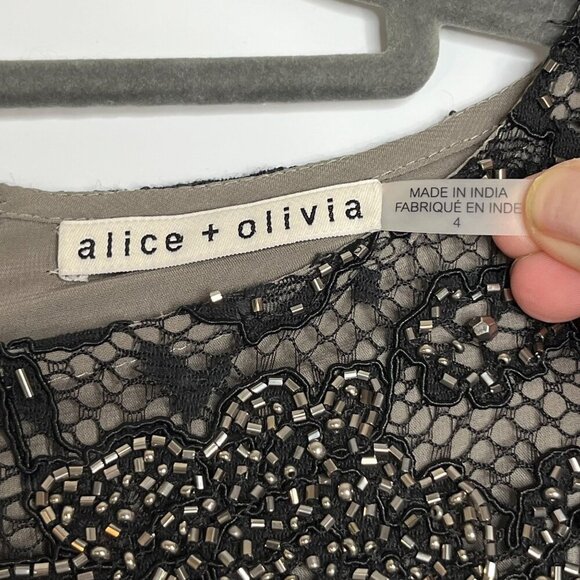 alice + olivia
MADE IN INDIA
FABRIQUÉ EN INDE
4